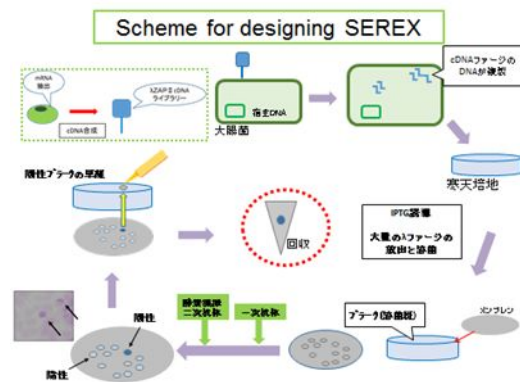 Scheme for designing SEREX
mRNA
抽出
λZAPⅡcDNA
ライブラリー
cDNA合成
宿主DNA
大腸菌
cDNAファージの
DNAが複製
寒天培地
IPTG誘導
大量のλファージの
放出と溶菌
メンブレン
プラーク(溶菌斑)
一次抗体
酵素標識
二次抗体
陽性
陰性
陽性プラークの単離
回収